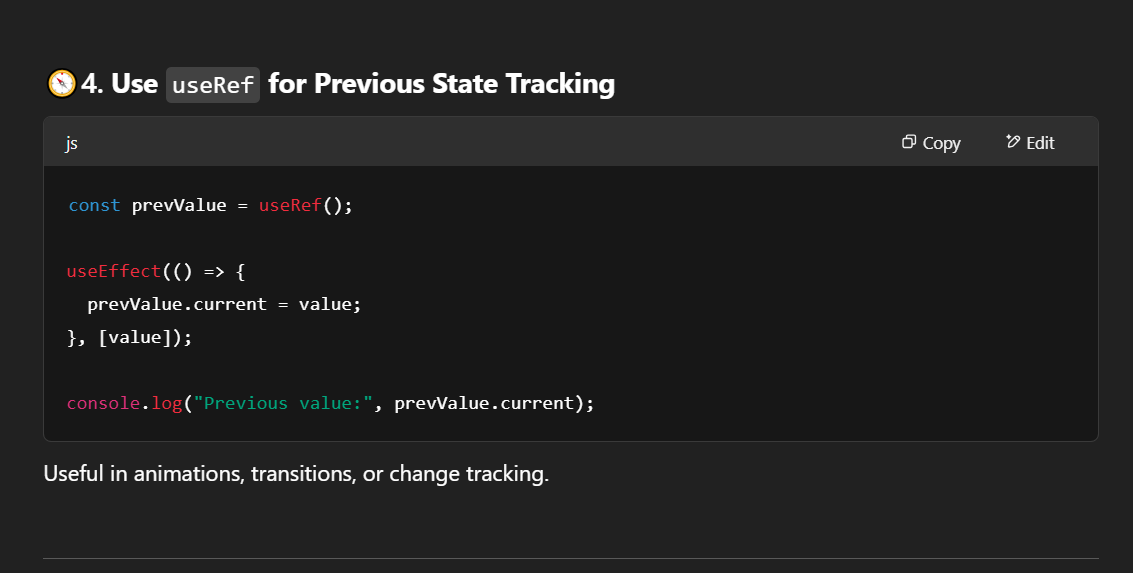 🧭4. Use useRef for Previous State Tracking
js
Copy
Edit
const prevValue = useRef();
useEffect(() => {
  prevValue.current = value;
}, [value]);
console.log("Previous value:", prevValue.current);
Useful in animations, transitions, or change tracking.